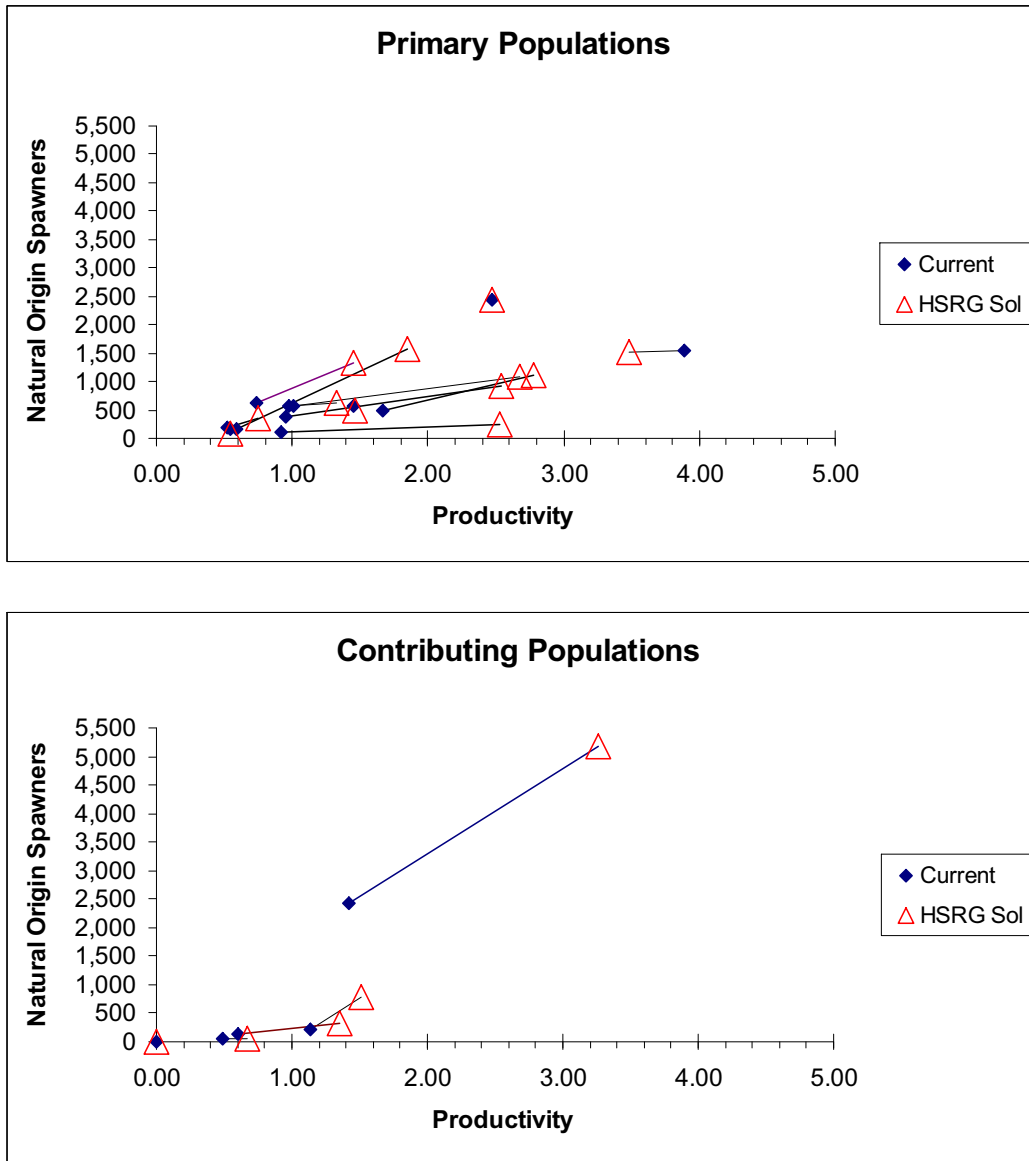 Primary Populations
Natural Origin Spawners
5,500
5,000
4,500
4,000
3,500
3,000
2,500
2,000
1,500
1,000
500
0
0.00 1.00 2.00 3.00 4.00 5.00
Productivity
Current
HSRG Sol
Contributing Populations
Natural Origin Spawners
5,500
5,000
4,500
4,000
3,500
3,000
2,500
2,000
1,500
1,000
500
0
0.00 1.00 2.00 3.00 4.00 5.00
Productivity
Current
HSRG Sol